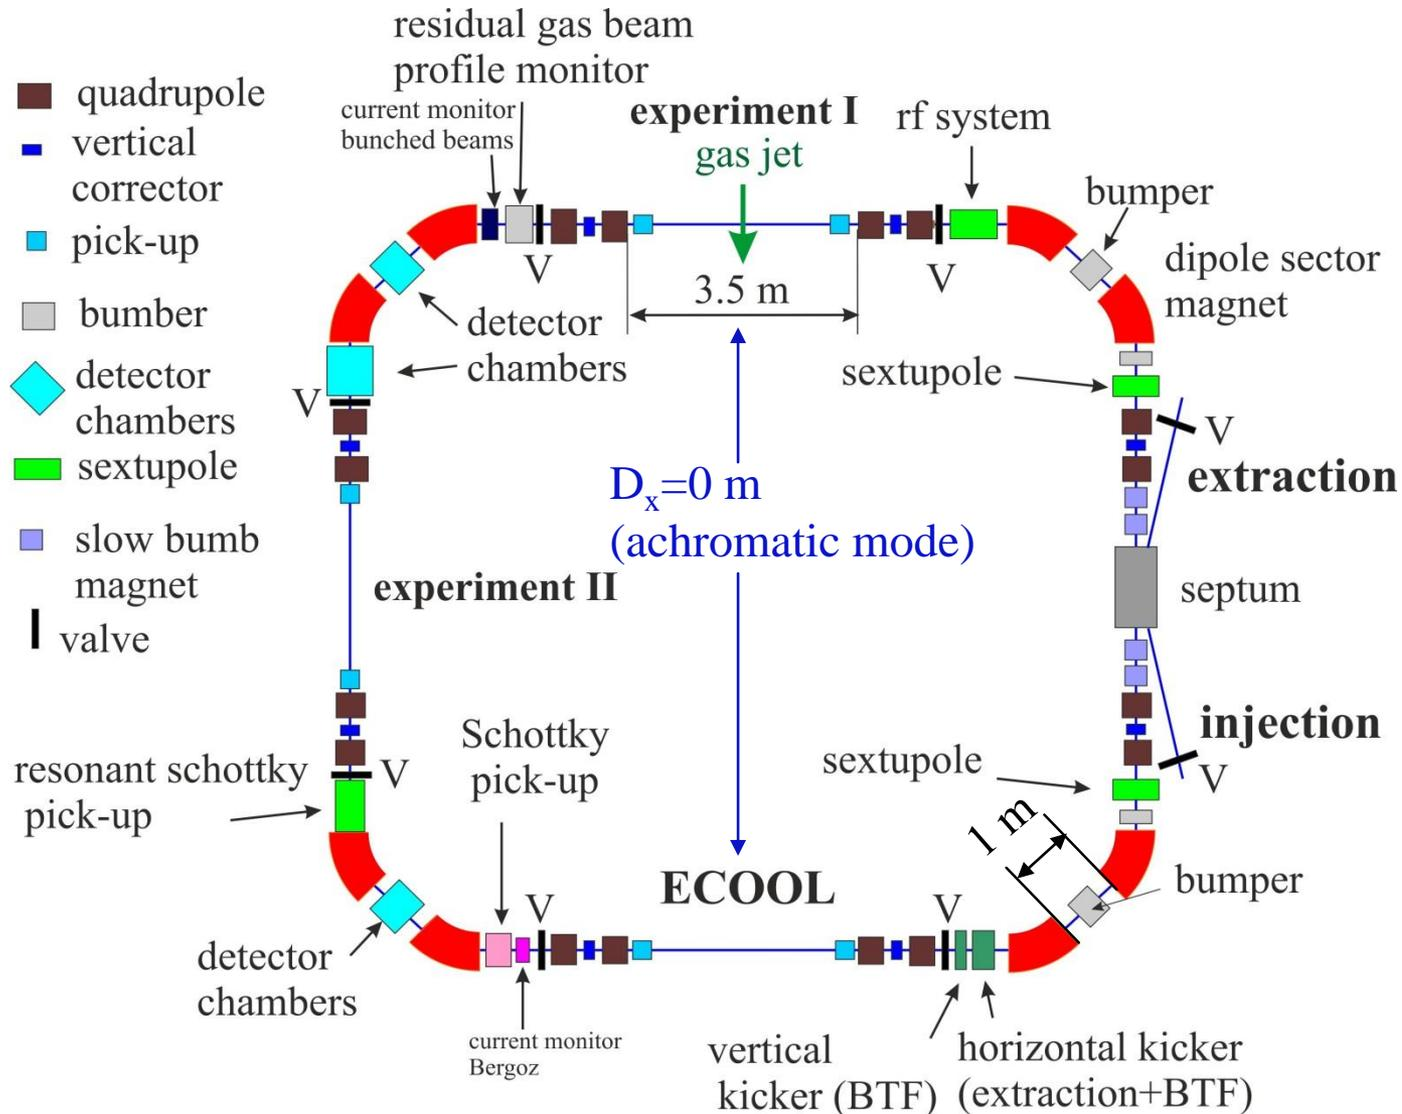 residual gas beam
profile monitor
current monitor
bunched beams
experiment I
gas jet
rf system
bumper
dipole sector
magnet
quadrupole
vertical
corrector
pick-up
bumber
detector
chambers
sextupole
slow bumb
magnet
valve
V
V
3.5 m
detector
chambers
V
sextupole
V
extraction
Dx=0 m
(achromatic mode)
experiment II
septum
injection
V
sextupole
1 m
bumper
resonant schottky
pick-up
V
Schottky
pick-up
ECOOL
V
V
detector
chambers
current monitor
Bergoz
vertical
kicker (BTF)
horizontal kicker
(extraction+BTF)